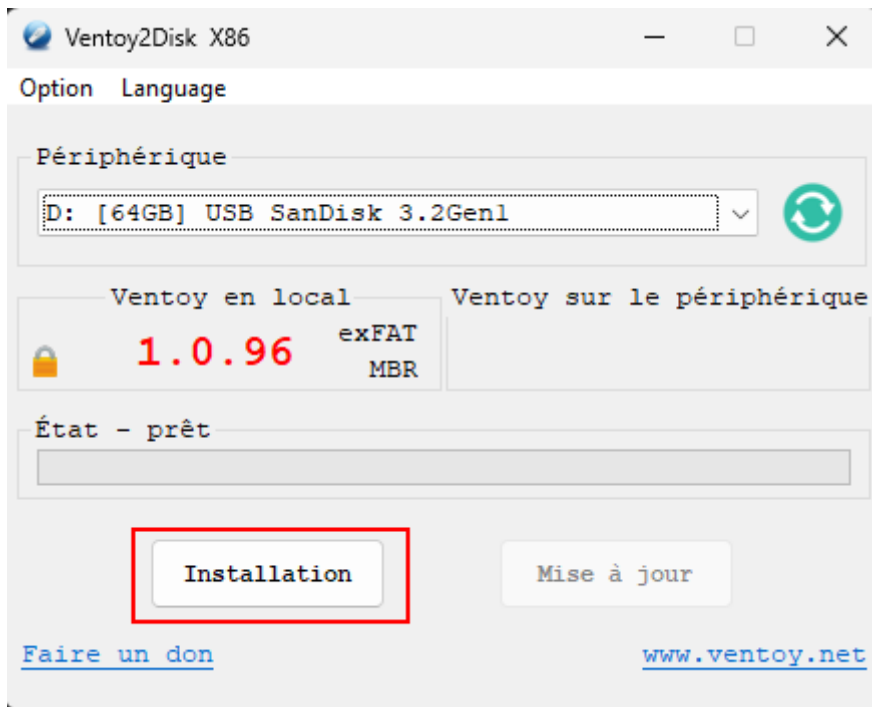 Ventoy2Disk X86
Option Language
Périphérique
D: [64GB] USB SanDisk 3.2Gen1
Ventoy en local
Ventoy sur le périphérique
1.0.96
exFAT
MBR
État - prêt
Installation
Mise à jour
Faire un don
www.ventoy.net